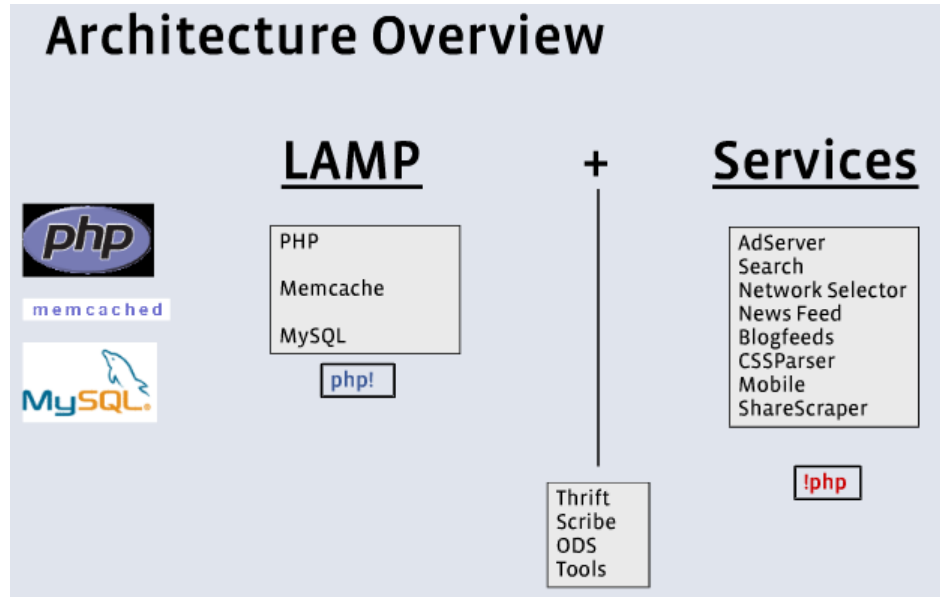 Architecture Overview
LAMP + Services
php
memcached
MySQL.
PHP
Memcache
MySQL
php!
AdServer
Search
Network Selector
News Feed
Blogfeeds
CSSParser
Mobile
ShareScraper
!php
Thrift
Scribe
ODS
Tools